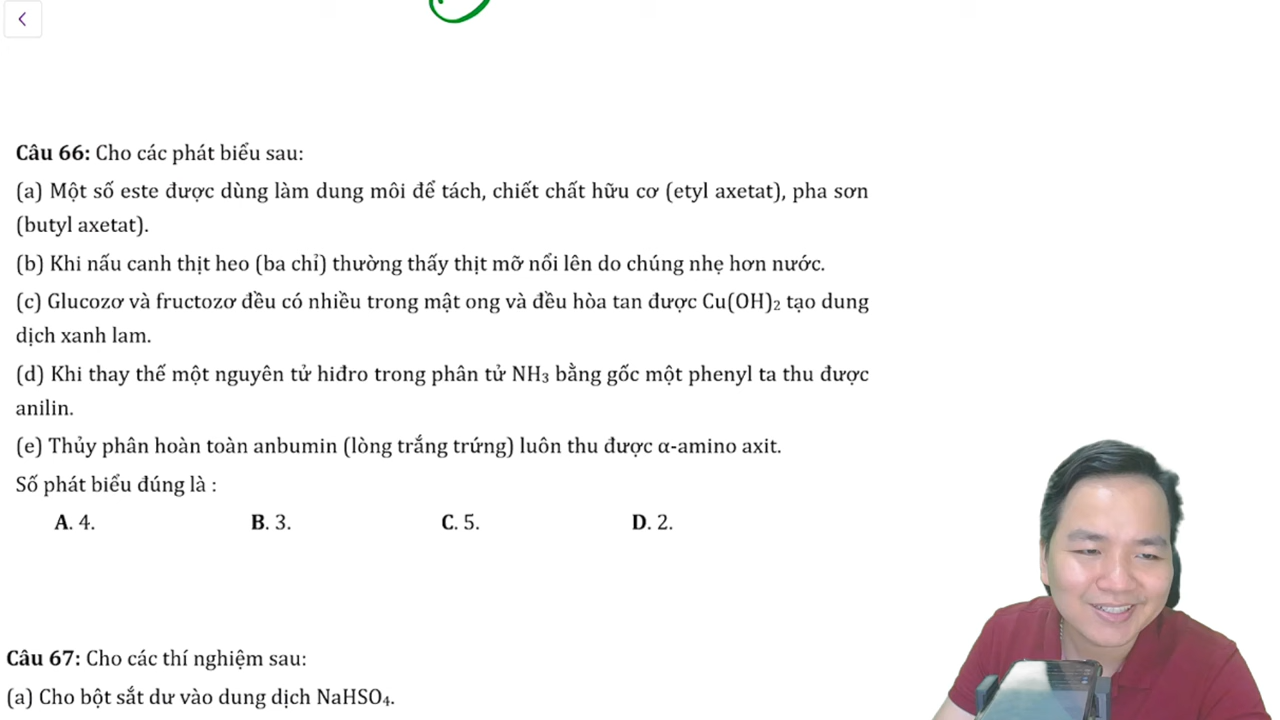 Câu 66: Cho các phát biểu sau:
(a) Một số este được dùng làm dung môi để tách, chiết chất hữu cơ (etyl axetat), pha sơn
(butyl axetat).
(b) Khi nấu canh thịt heo (ba chỉ) thường thấy thịt mỡ nổi lên do chúng nhẹ hơn nước.
(c) Glucozơ và fructozơ đều có nhiều trong mật ong và đều hòa tan được Cu(OH)₂ tạo dung
dịch xanh lam.
(d) Khi thay thế một nguyên tử hiđro trong phân tử NH₃ bằng gốc một phenyl ta thu được
anilin.
(e) Thủy phân hoàn toàn anbumin (lòng trắng trứng) luôn thu được α-amino axit.
Số phát biểu đúng là :
A. 4. B. 3. C. 5. D. 2.
Câu 67: Cho các thí nghiệm sau:
(a) Cho bột sắt dư vào dung dịch NaHSO₄.